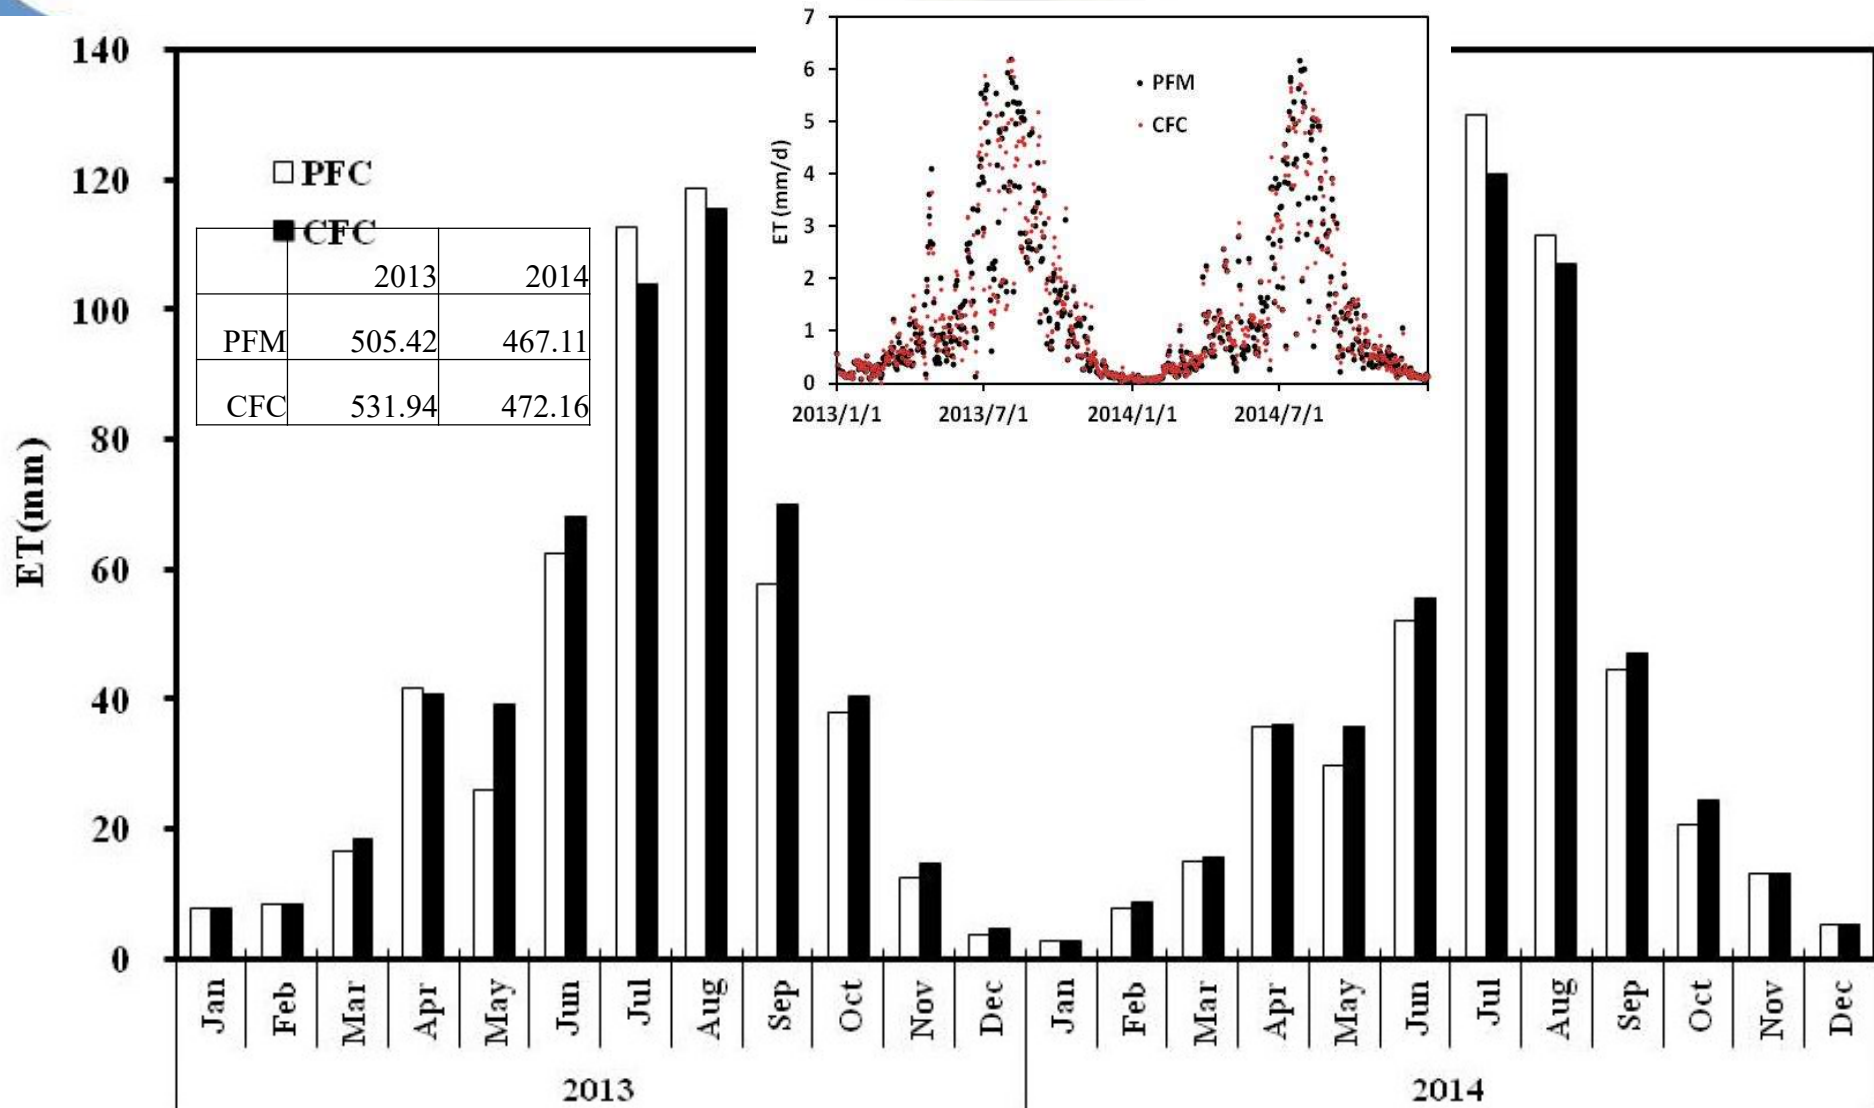 140
120
100
80
60
40
20
0
ET(mm)
PFC
CFC
2013 2014
PFM 505.42 467.11
CFC 531.94 472.16
7
6
5
4
3
2
1
0
ET (mm/d)
PFM
CFC
2013/1/1 2013/7/1 2014/1/1 2014/7/1
Jan Feb Mar Apr May Jun Jul Aug Sep Oct Nov Dec Jan Feb Mar Apr May Jun Jul Aug Sep Oct Nov Dec
2013 2014